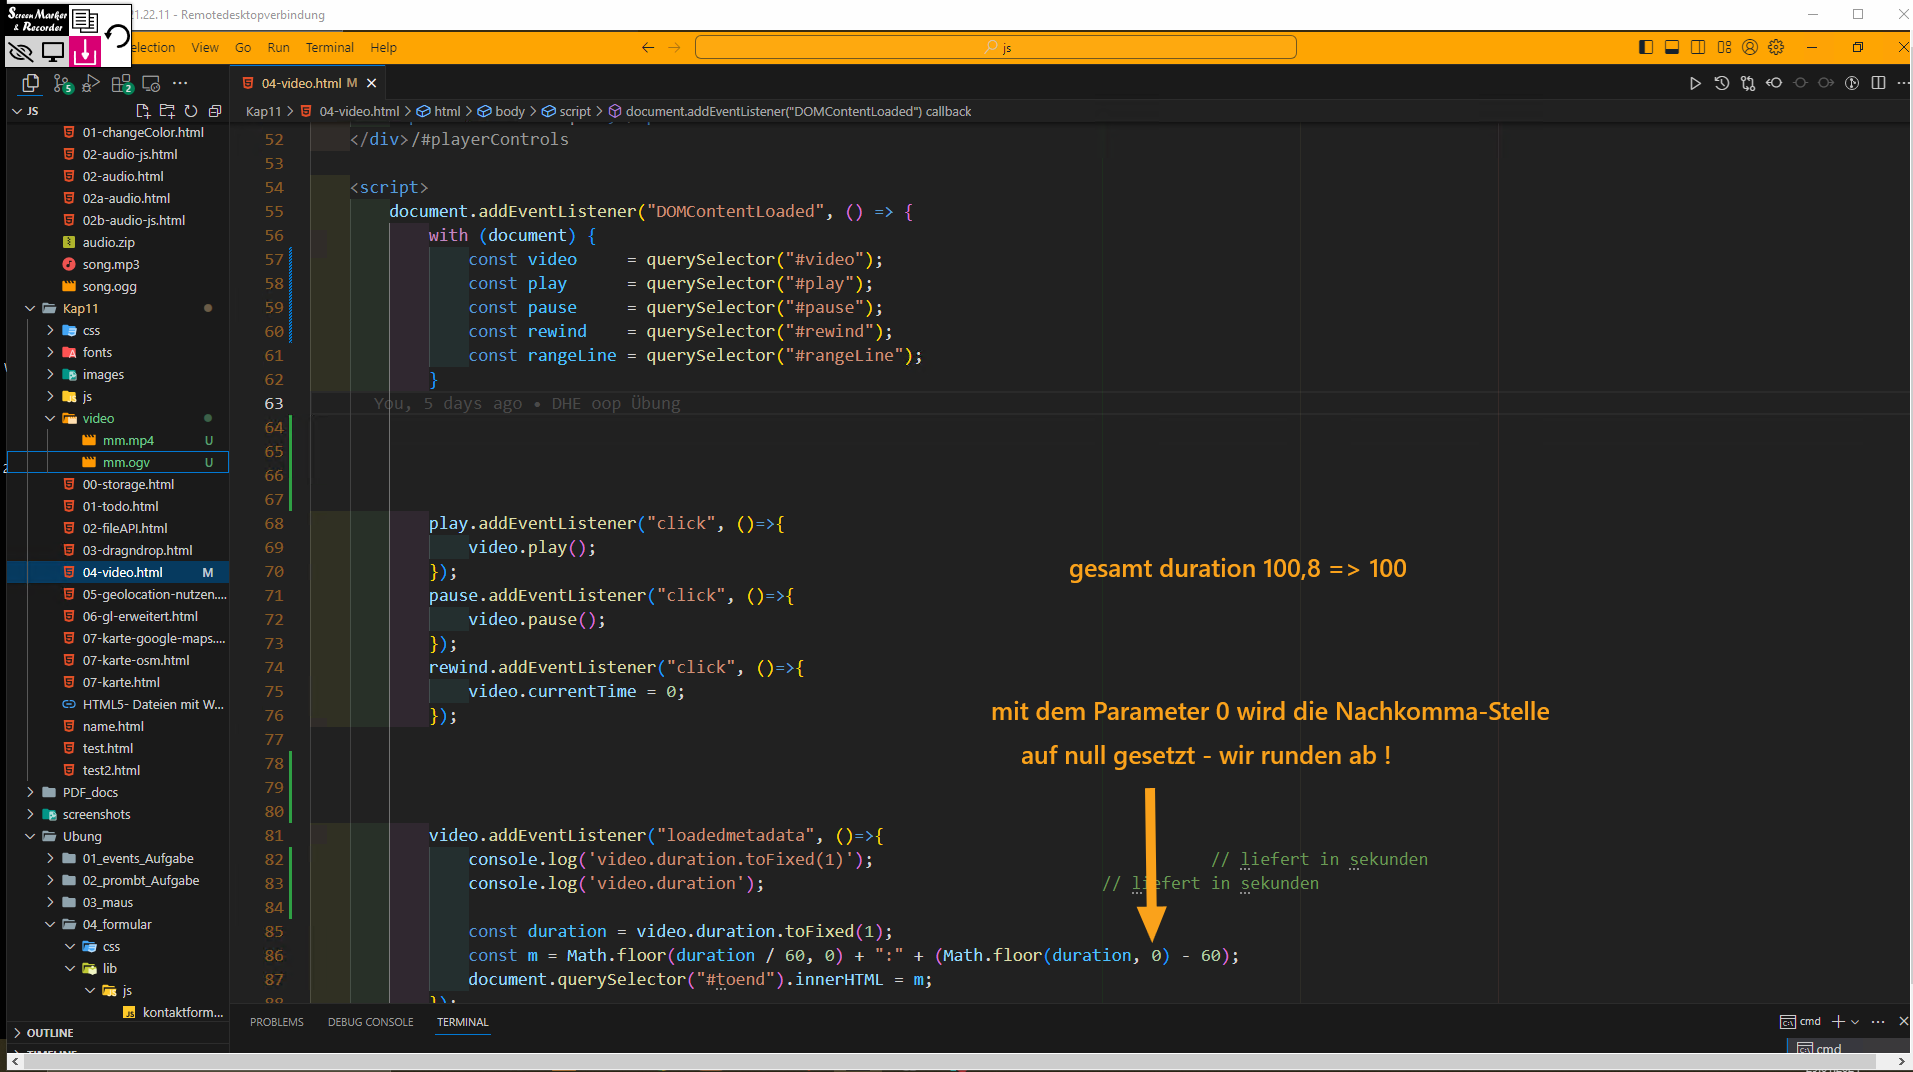 Screen Marker & Recorder
21.22.11 - Remotedesktopverbindung
election View Go Run Terminal Help
js
5
2
04-video.html M
JS
Kap11 > 04-video.html > html > body > script > document.addEventListener("DOMContentLoaded") callback
01-changeColor.html
02-audio-js.html
02-audio.html
02a-audio.html
02b-audio-js.html
audio.zip
song.mp3
song.ogg
Kap11
css
fonts
images
js
video
mm.mp4 U
mm.ogv U
00-storage.html
01-todo.html
02-fileAPI.html
03-dragndrop.html
04-video.html M
05-geolocation-nutzen....
06-gl-erweitert.html
07-karte-google-maps....
07-karte-osm.html
07-karte.html
HTML5- Dateien mit W...
name.html
test.html
test2.html
PDF_docs
screenshots
Ubung
01_events_Aufgabe
02_prombt_Aufgabe
03_maus
04_formular
css
lib
js
kontaktform...
OUTLINE
TIMELINE
52 </div>/#playerControls
53
54 <script>
55 document.addEventListener("DOMContentLoaded", () => {
56 with (document) {
57 const video = querySelector("#video");
58 const play = querySelector("#play");
59 const pause = querySelector("#pause");
60 const rewind = querySelector("#rewind");
61 const rangeLine = querySelector("#rangeLine");
62 }
63 You, 5 days ago • DHE oop Übung
64
65
66
67
68 play.addEventListener("click", ()=>{
69 video.play();
70 });
71 pause.addEventListener("click", ()=>{
72 video.pause();
73 });
74 rewind.addEventListener("click", ()=>{
75 video.currentTime = 0;
76 });
77
78
79
80
81 video.addEventListener("loadedmetadata", ()=>{
82 console.log('video.duration.toFixed(1)'); // liefert in sekunden
83 console.log('video.duration'); // liefert in sekunden
84
85 const duration = video.duration.toFixed(1);
86 const m = Math.floor(duration / 60, 0) + ":" + (Math.floor(duration, 0) - 60);
87 document.querySelector("#toend").innerHTML = m;
88 });
gesamt duration 100,8 => 100
mit dem Parameter 0 wird die Nachkomma-Stelle
auf null gesetzt - wir runden ab !
PROBLEMS DEBUG CONSOLE TERMINAL
cmd
cmd